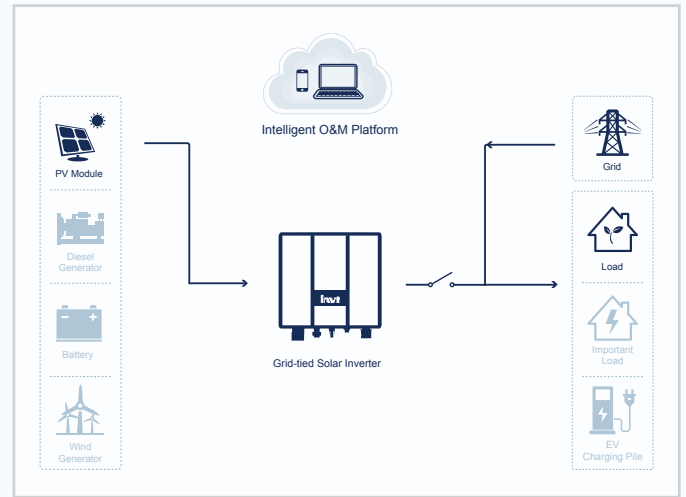 Intelligent O&M Platform
PV Module
Diesel
Generator
Battery
Wind
Generator
invt
Grid-tied Solar Inverter
Grid
Load
Important
Load
EV
Charging Pile